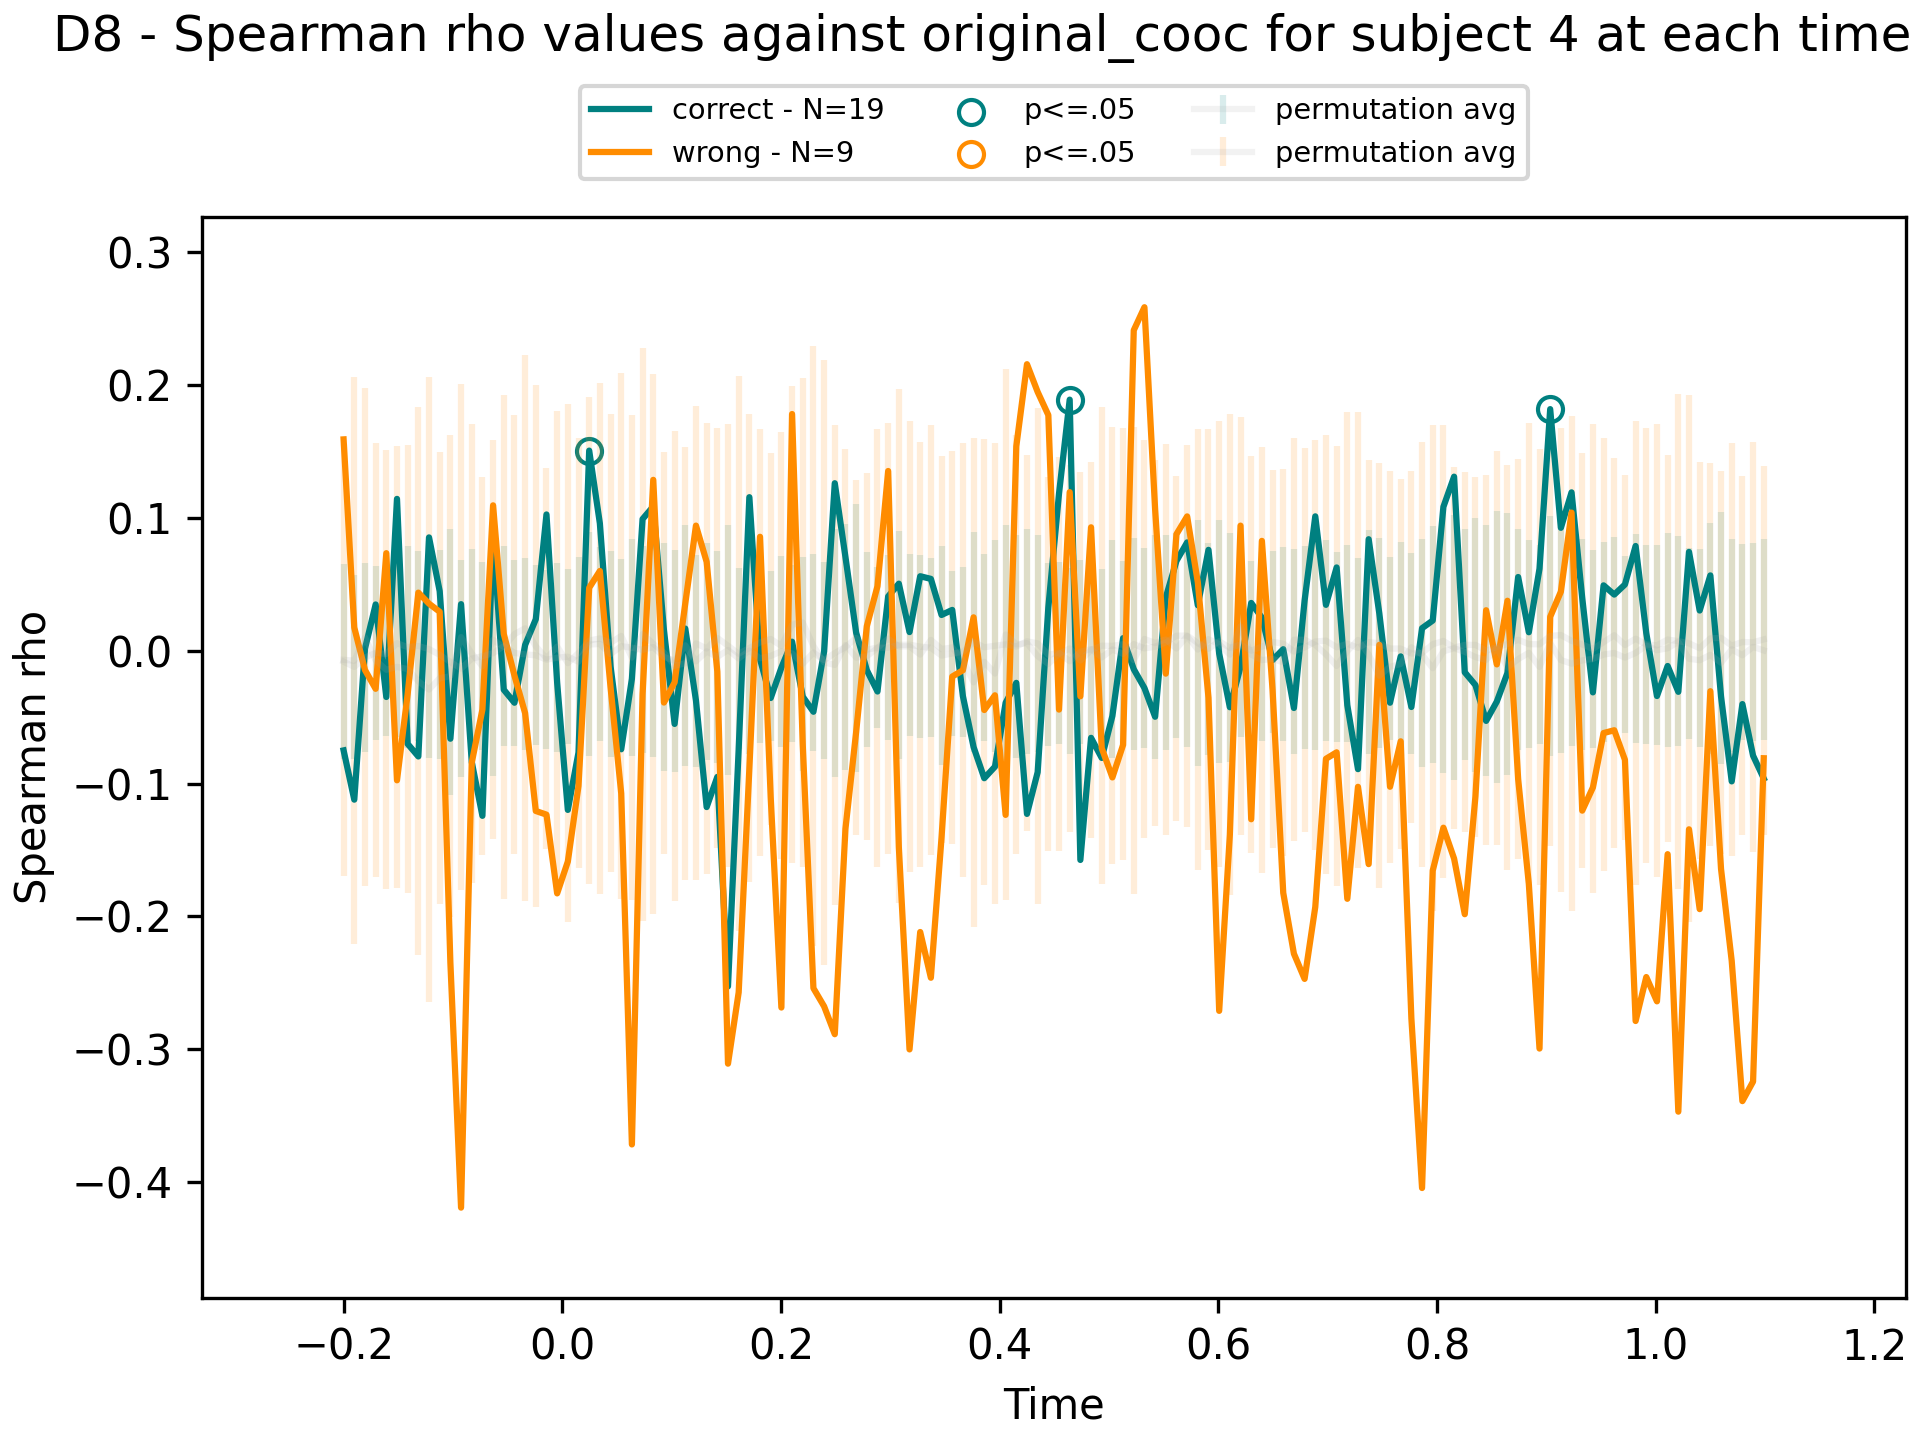 D8 - Spearman rho values against original_cooc for subject 4 at each time
correct - N=19
wrong - N=9
p<=.05
p<=.05
permutation avg
permutation avg
Spearman rho
0.3
0.2
0.1
0.0
−0.1
−0.2
−0.3
−0.4
−0.2
0.0
0.2
0.4
0.6
0.8
1.0
1.2
Time